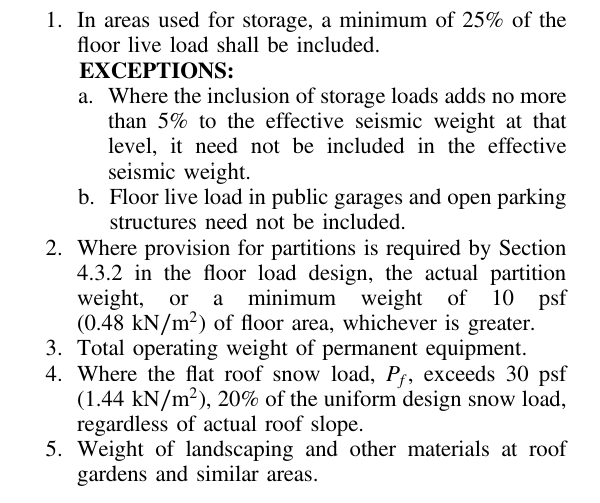 1. In areas used for storage, a minimum of 25% of the
floor live load shall be included.
EXCEPTIONS:
a. Where the inclusion of storage loads adds no more
than 5% to the effective seismic weight at that
level, it need not be included in the effective
seismic weight.
b. Floor live load in public garages and open parking
structures need not be included.
2. Where provision for partitions is required by Section
4.3.2 in the floor load design, the actual partition
weight, or a minimum weight of 10 psf
(0.48 kN/m²) of floor area, whichever is greater.
3. Total operating weight of permanent equipment.
4. Where the flat roof snow load, Pf, exceeds 30 psf
(1.44 kN/m²), 20% of the uniform design snow load,
regardless of actual roof slope.
5. Weight of landscaping and other materials at roof
gardens and similar areas.